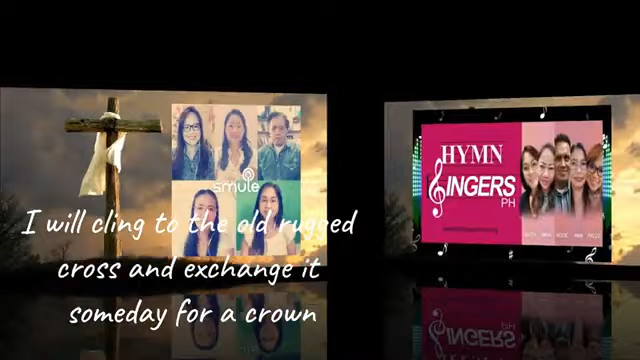 smule
I will cling to the old rugged
cross and exchange it
someday for a crown
HYMN
SINGERS
PH